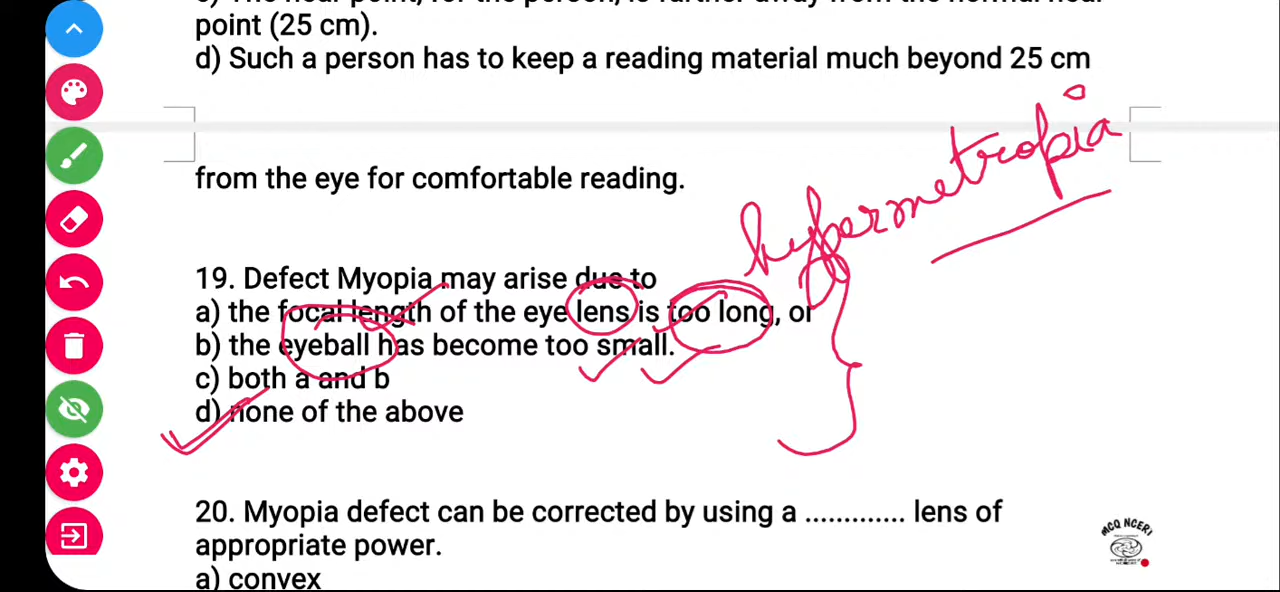 point (25 cm).
d) Such a person has to keep a reading material much beyond 25 cm
from the eye for comfortable reading.
hypermetropia
19. Defect Myopia may arise due to
a) the focal length of the eye lens is too long, or
b) the eyeball has become too small.
c) both a and b
d) none of the above
20. Myopia defect can be corrected by using a ............. lens of
appropriate power.
a) convex
MCQ NCERT